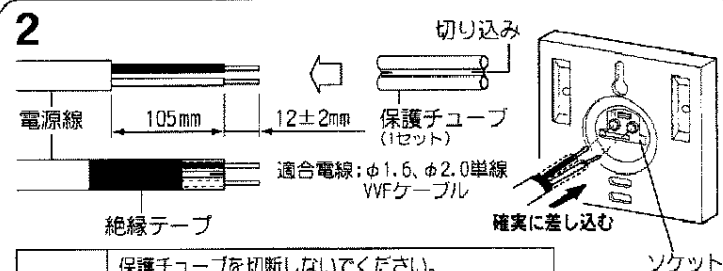 2
切り込み
電源線
105mm
12±2mm
保護チューブ
(1セット)
適合電線:φ1.6、φ2.0単線
VVFケーブル
絶縁テープ
確実に差し込む
ソケット
保護チューブを切断しないでください。